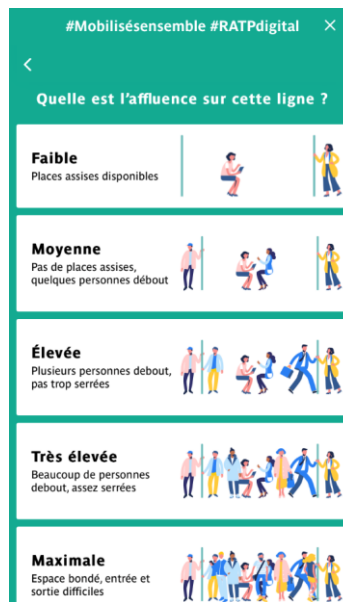 #Mobilisésensemble #RATPdigital
Quelle est l'affluence sur cette ligne ?
Faible
Places assises disponibles
Moyenne
Pas de places assises,
quelques personnes débout
Élevée
Plusieurs personnes debout,
pas trop serrées
Très élevée
Beaucoup de personnes
debout, assez serrées
Maximale
Espace bondé, entrée et
sortie difficiles